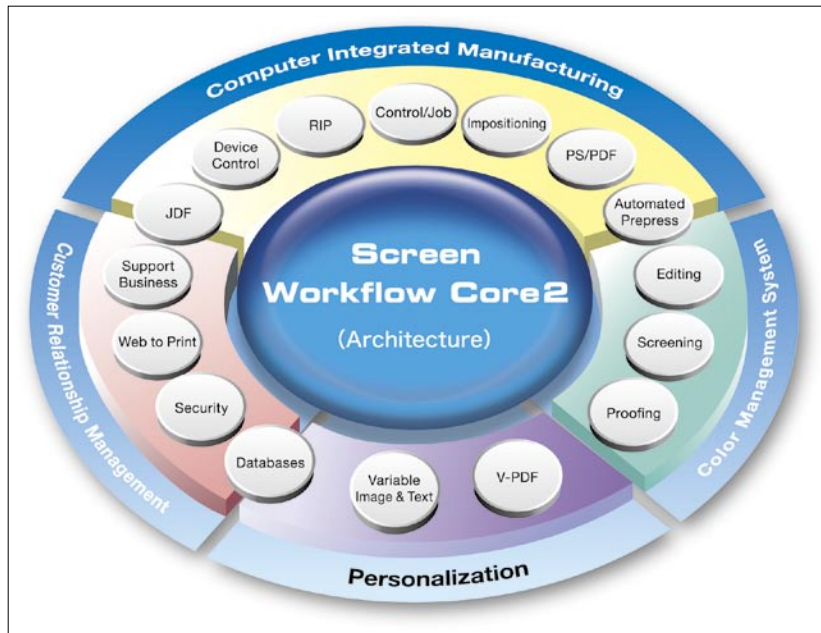 Computer Integrated Manufacturing
Control/Job
RIP
Impositioning
Device
Control
PS/PDF
JDF
Automated
Prepress
Customer Relationship Management
Screen
Workflow Core2
(Architecture)
Color Management System
Support
Business
Editing
Web to Print
Screening
Security
Proofing
Databases
Variable
Image & Text
V-PDF
Personalization